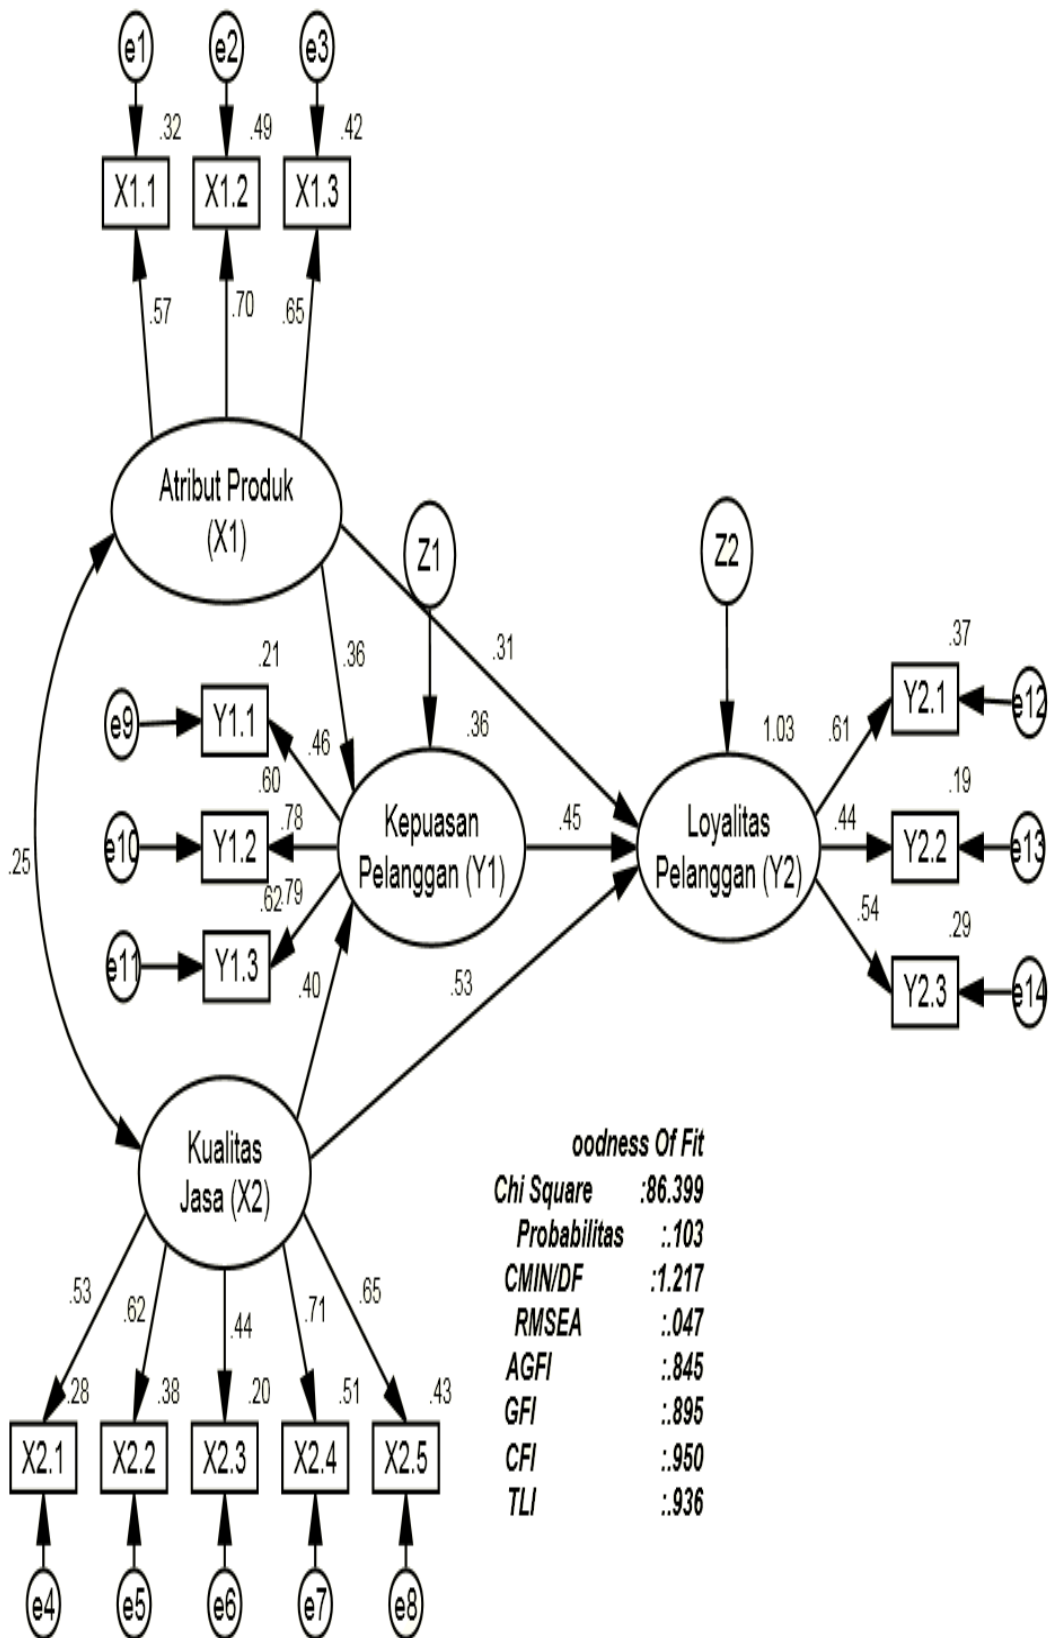 e1 e2 e3
.32 .49 .42
X1.1 X1.2 X1.3
.57 .70 .65
Atribut Produk
(X1)
Z1 Z2
.25
.36 .31
.21
e9 Y1.1 .46
.60
e10 Y1.2 .78
.62 .79
e11 Y1.3
.36
Kepuasan
Pelanggan (Y1)
.45
1.03
Loyalitas
Pelanggan (Y2)
.37
.61 Y2.1 e12
.19
.44 Y2.2 e13
.54 .29
Y2.3 e14
.40 .53
Kualitas
Jasa (X2)
.53 .62 .44 .71 .65
.28 .38 .20 .51 .43
X2.1 X2.2 X2.3 X2.4 X2.5
e4 e5 e6 e7 e8
oodness Of Fit
Chi Square :86.399
Probabilitas :.103
CMIN/DF :1.217
RMSEA :.047
AGFI :.845
GFI :.895
CFI :.950
TLI :.936